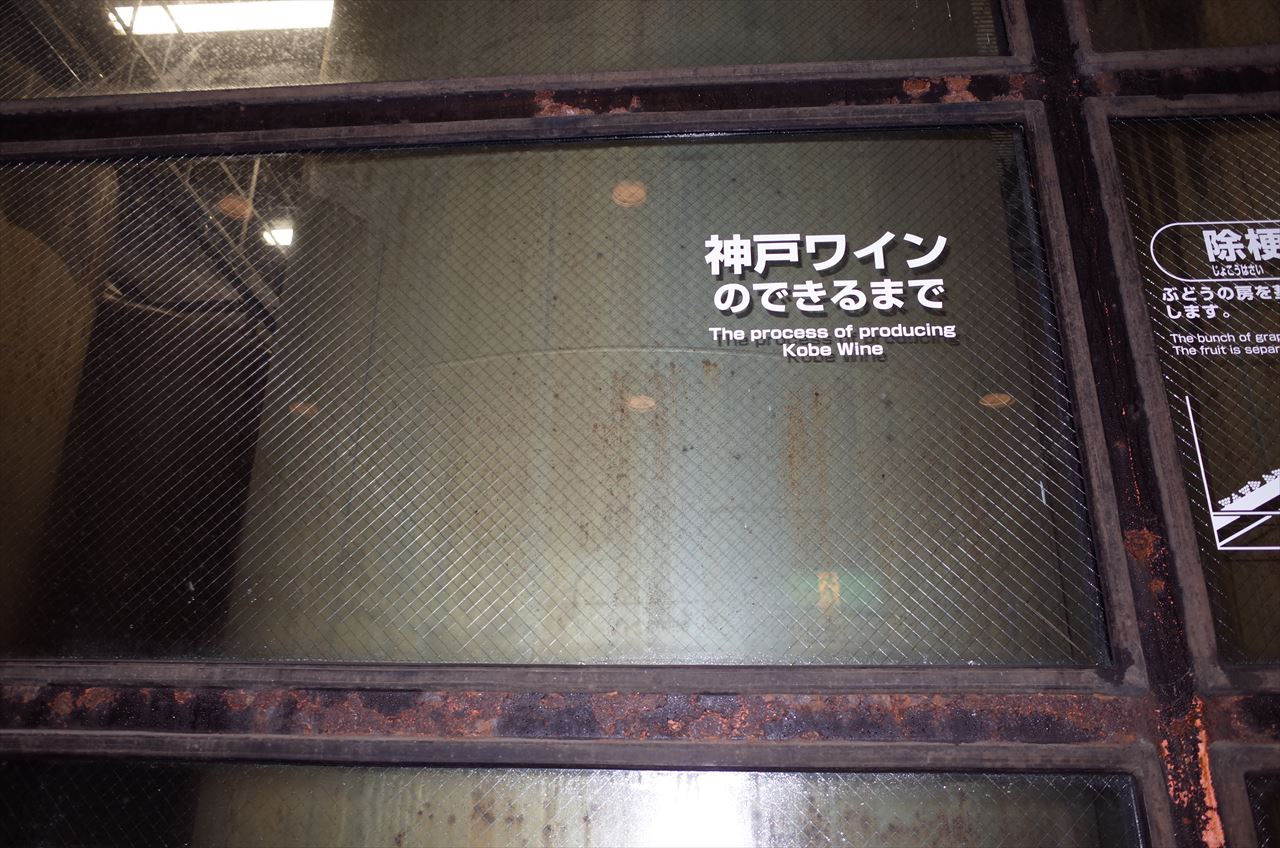 神戸ワイン
のできるまで
The process of producing
Kobe Wine
除梗
じょこうはさい
ぶどうの房を
します。
The bunch of
The fruit is